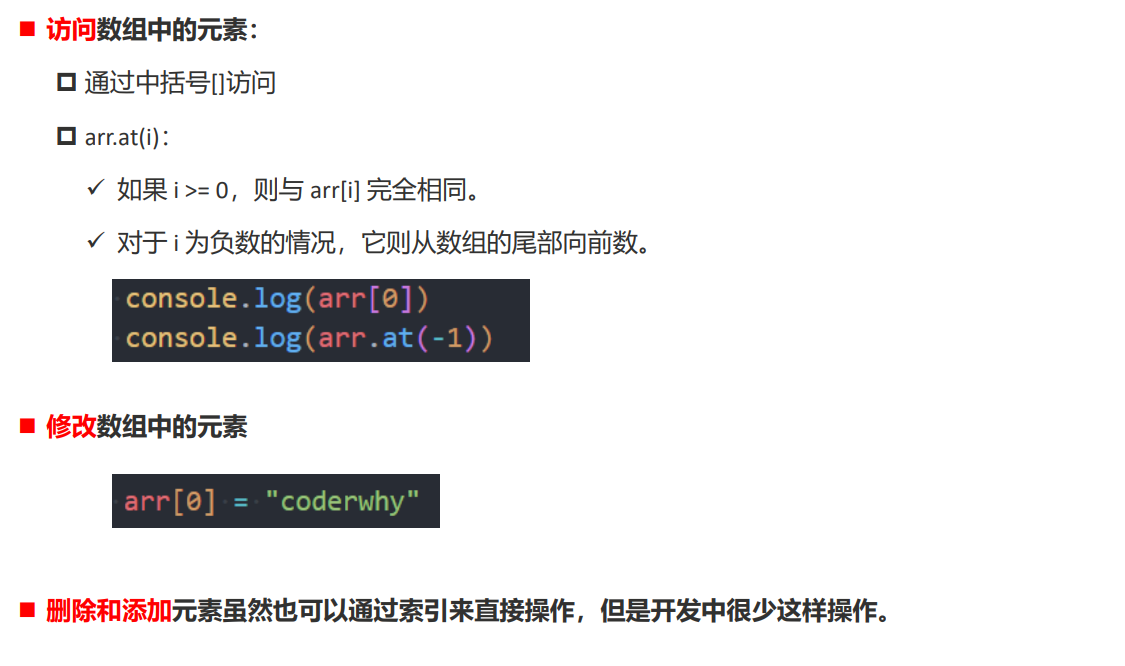 访问数组中的元素：
通过中括号[]访问
arr.at(i)：
如果 i >= 0，则与 arr[i] 完全相同。
对于 i 为负数的情况，它则从数组的尾部向前数。
console.log(arr[0])
console.log(arr.at(-1))
修改数组中的元素
arr[0] = "coderwhy"
删除和添加元素虽然也可以通过索引来直接操作，但是开发中很少这样操作。